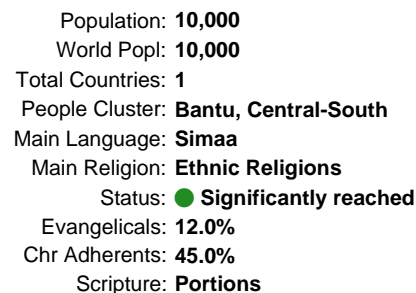 Population: 10,000
World Popl: 10,000
Total Countries: 1
People Cluster: Bantu, Central-South
Main Language: Simaa
Main Religion: Ethnic Religions
Status: Significantly reached
Evangelicals: 12.0%
Chr Adherents: 45.0%
Scripture: Portions